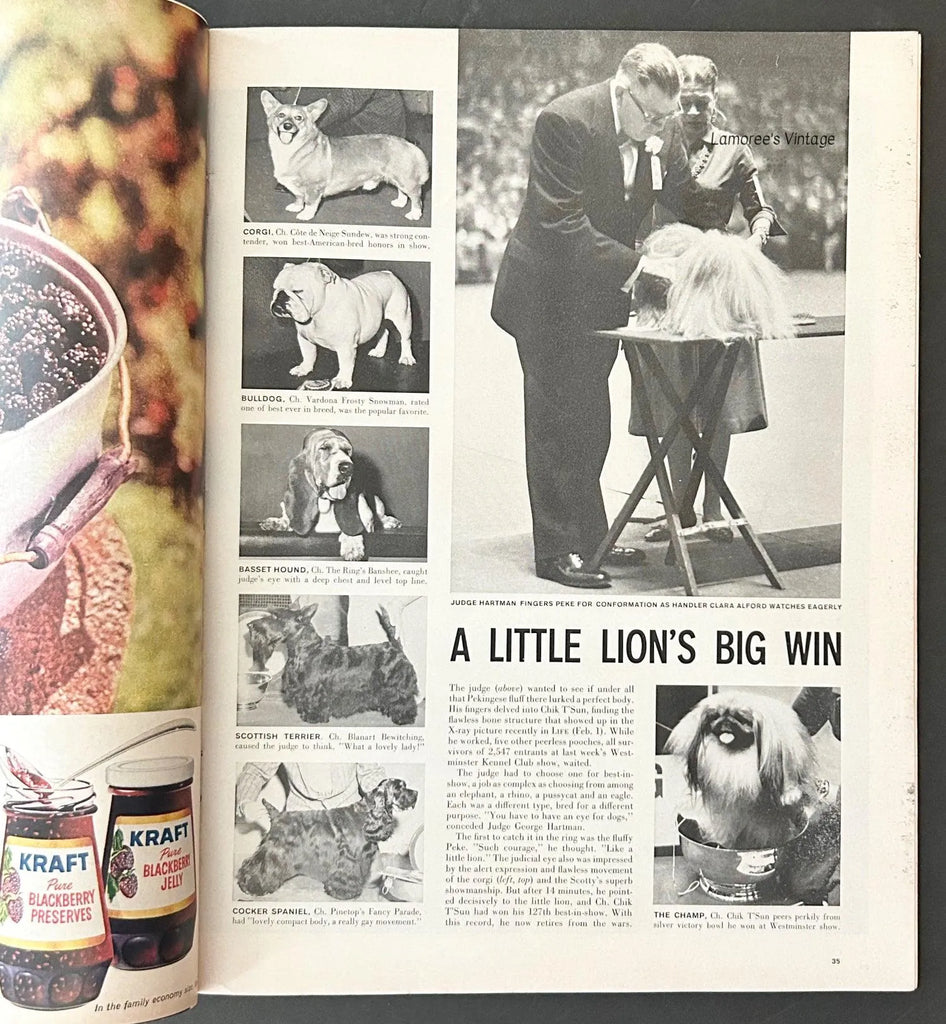 KRAFT
Pure
BLACKBERRY
PRESERVES
KRAFT
Pure
BLACKBERRY
JELLY
In the family economy size,
CORGI, Ch. Côte de Neige Sundew, was strong con-
tender, won best-American-bred honors in show.
BULLDOG, Ch. Vardona Frosty Snowman, rated
one of best ever in breed, was the popular favorite.
BASSET HOUND, Ch. The Ring's Banshee, caught
judge's eye with a deep chest and level top line.
SCOTTISH TERRIER, Ch. Blanart Bewitching,
caused the judge to think, "What a lovely lady!"
COCKER SPANIEL, Ch. Pinetop's Fancy Parade,
had "lovely compact body, a really gay movement."
Lamoree's Vintage
JUDGE HARTMAN FINGERS PEKE FOR CONFORMATION AS HANDLER CLARA ALFORD WATCHES EAGERLY
A LITTLE LION'S BIG WIN
The judge (above) wanted to see if under all
that Pekingese fluff there lurked a perfect body.
His fingers delved into Chik T'Sun, finding the
flawless bone structure that showed up in the
X-ray picture recently in LIFE (Feb. 1). While
he worked, five other peerless pooches, all sur-
vivors of 2,547 entrants at last week's West-
minster Kennel Club show, waited.
The judge had to choose one for best-in-
show, a job as complex as choosing from among
an elephant, a rhino, a pussycat and an eagle.
Each was a different type, bred for a different
purpose. "You have to have an eye for dogs,"
conceded Judge George Hartman.
The first to catch it in the ring was the fluffy
Peke. "Such courage," he thought. "Like a
little lion." The judicial eye also was impressed
by the alert expression and flawless movement
of the corgi (left, top) and the Scotty's superb
showmanship. But after 14 minutes, he point-
ed decisively to the little lion, and Ch. Chik
T'Sun had won his 127th best-in-show. With
this record, he now retires from the wars.
THE CHAMP, Ch. Chik T'Sun peers perkily from
silver victory bowl he won at Westminster show.
35